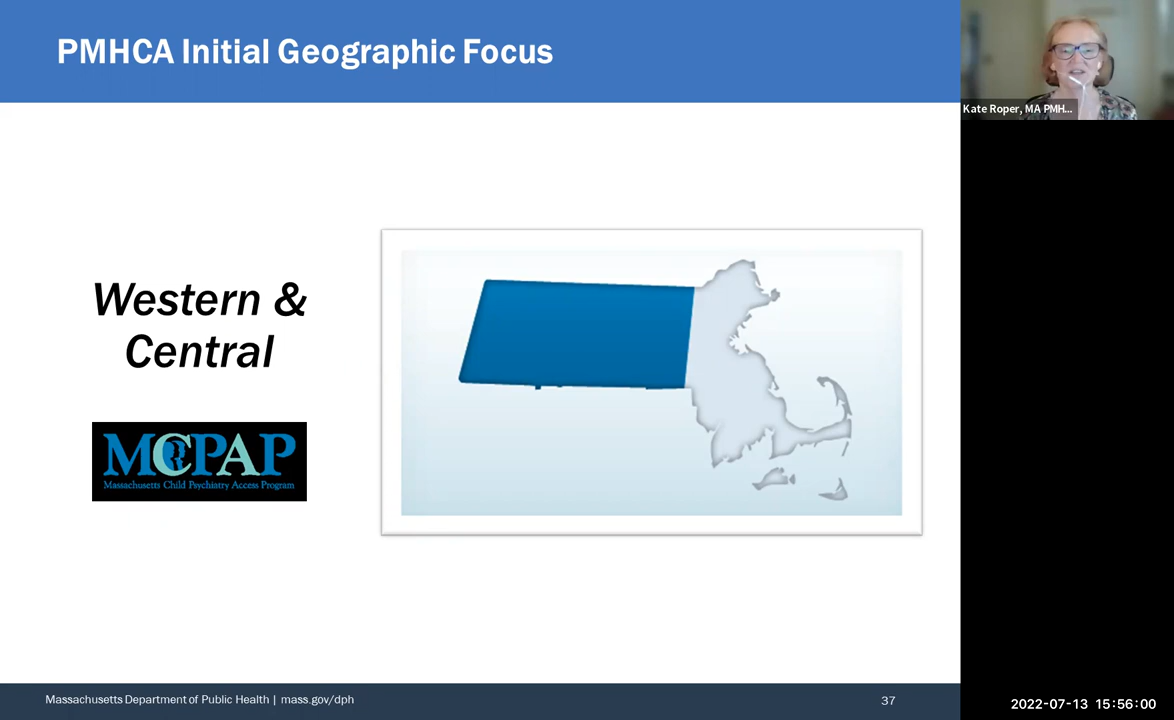 PMHCA Initial Geographic Focus
Kate Roper, MA PMH...
Western &
Central
MCPAP
Massachusetts Child Psychiatry Access Program
Massachusetts Department of Public Health | mass.gov/dph
37
2022-07-13 15:56:00